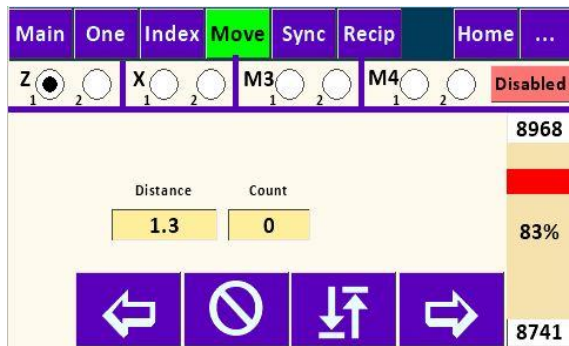 Main One Index Move Sync Recip Home ...
Z 1 2 X 1 2 M3 1 2 M4 1 2 Disabled
8968
Distance Count
1.3 0
83%
8741